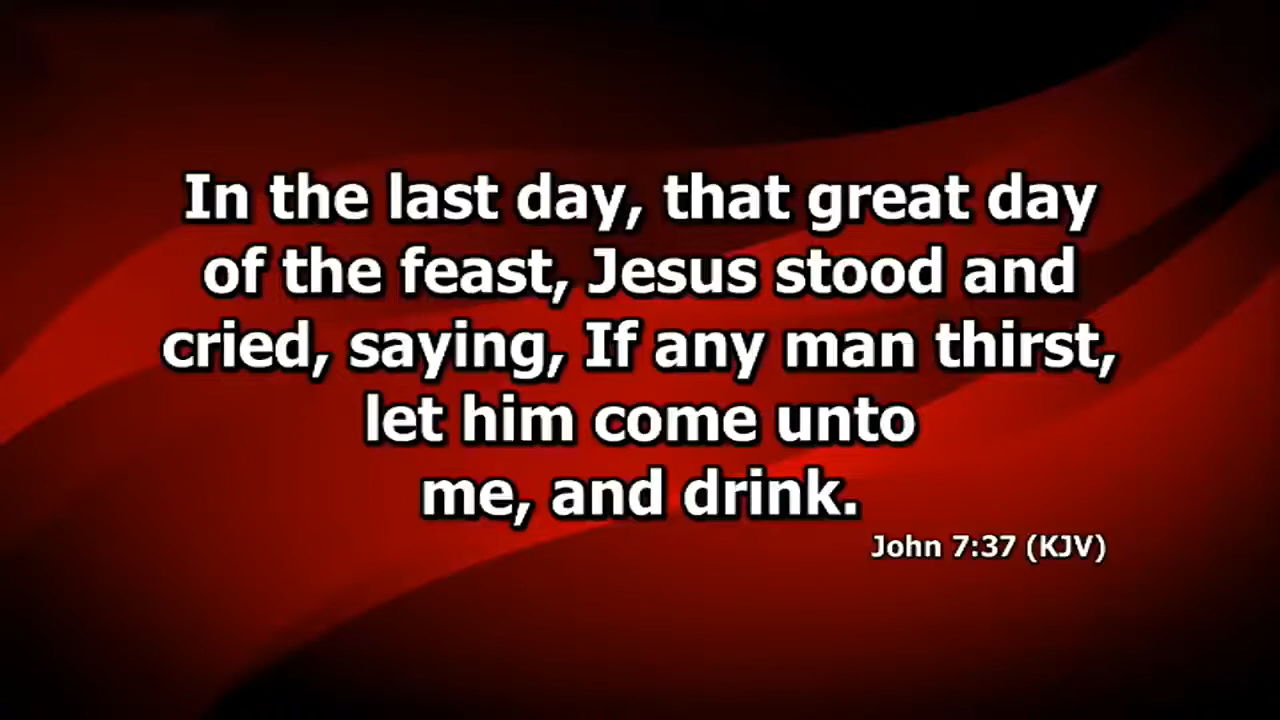 In the last day, that great day
of the feast, Jesus stood and
cried, saying, If any man thirst,
let him come unto
me, and drink.
John 7:37 (KJV)